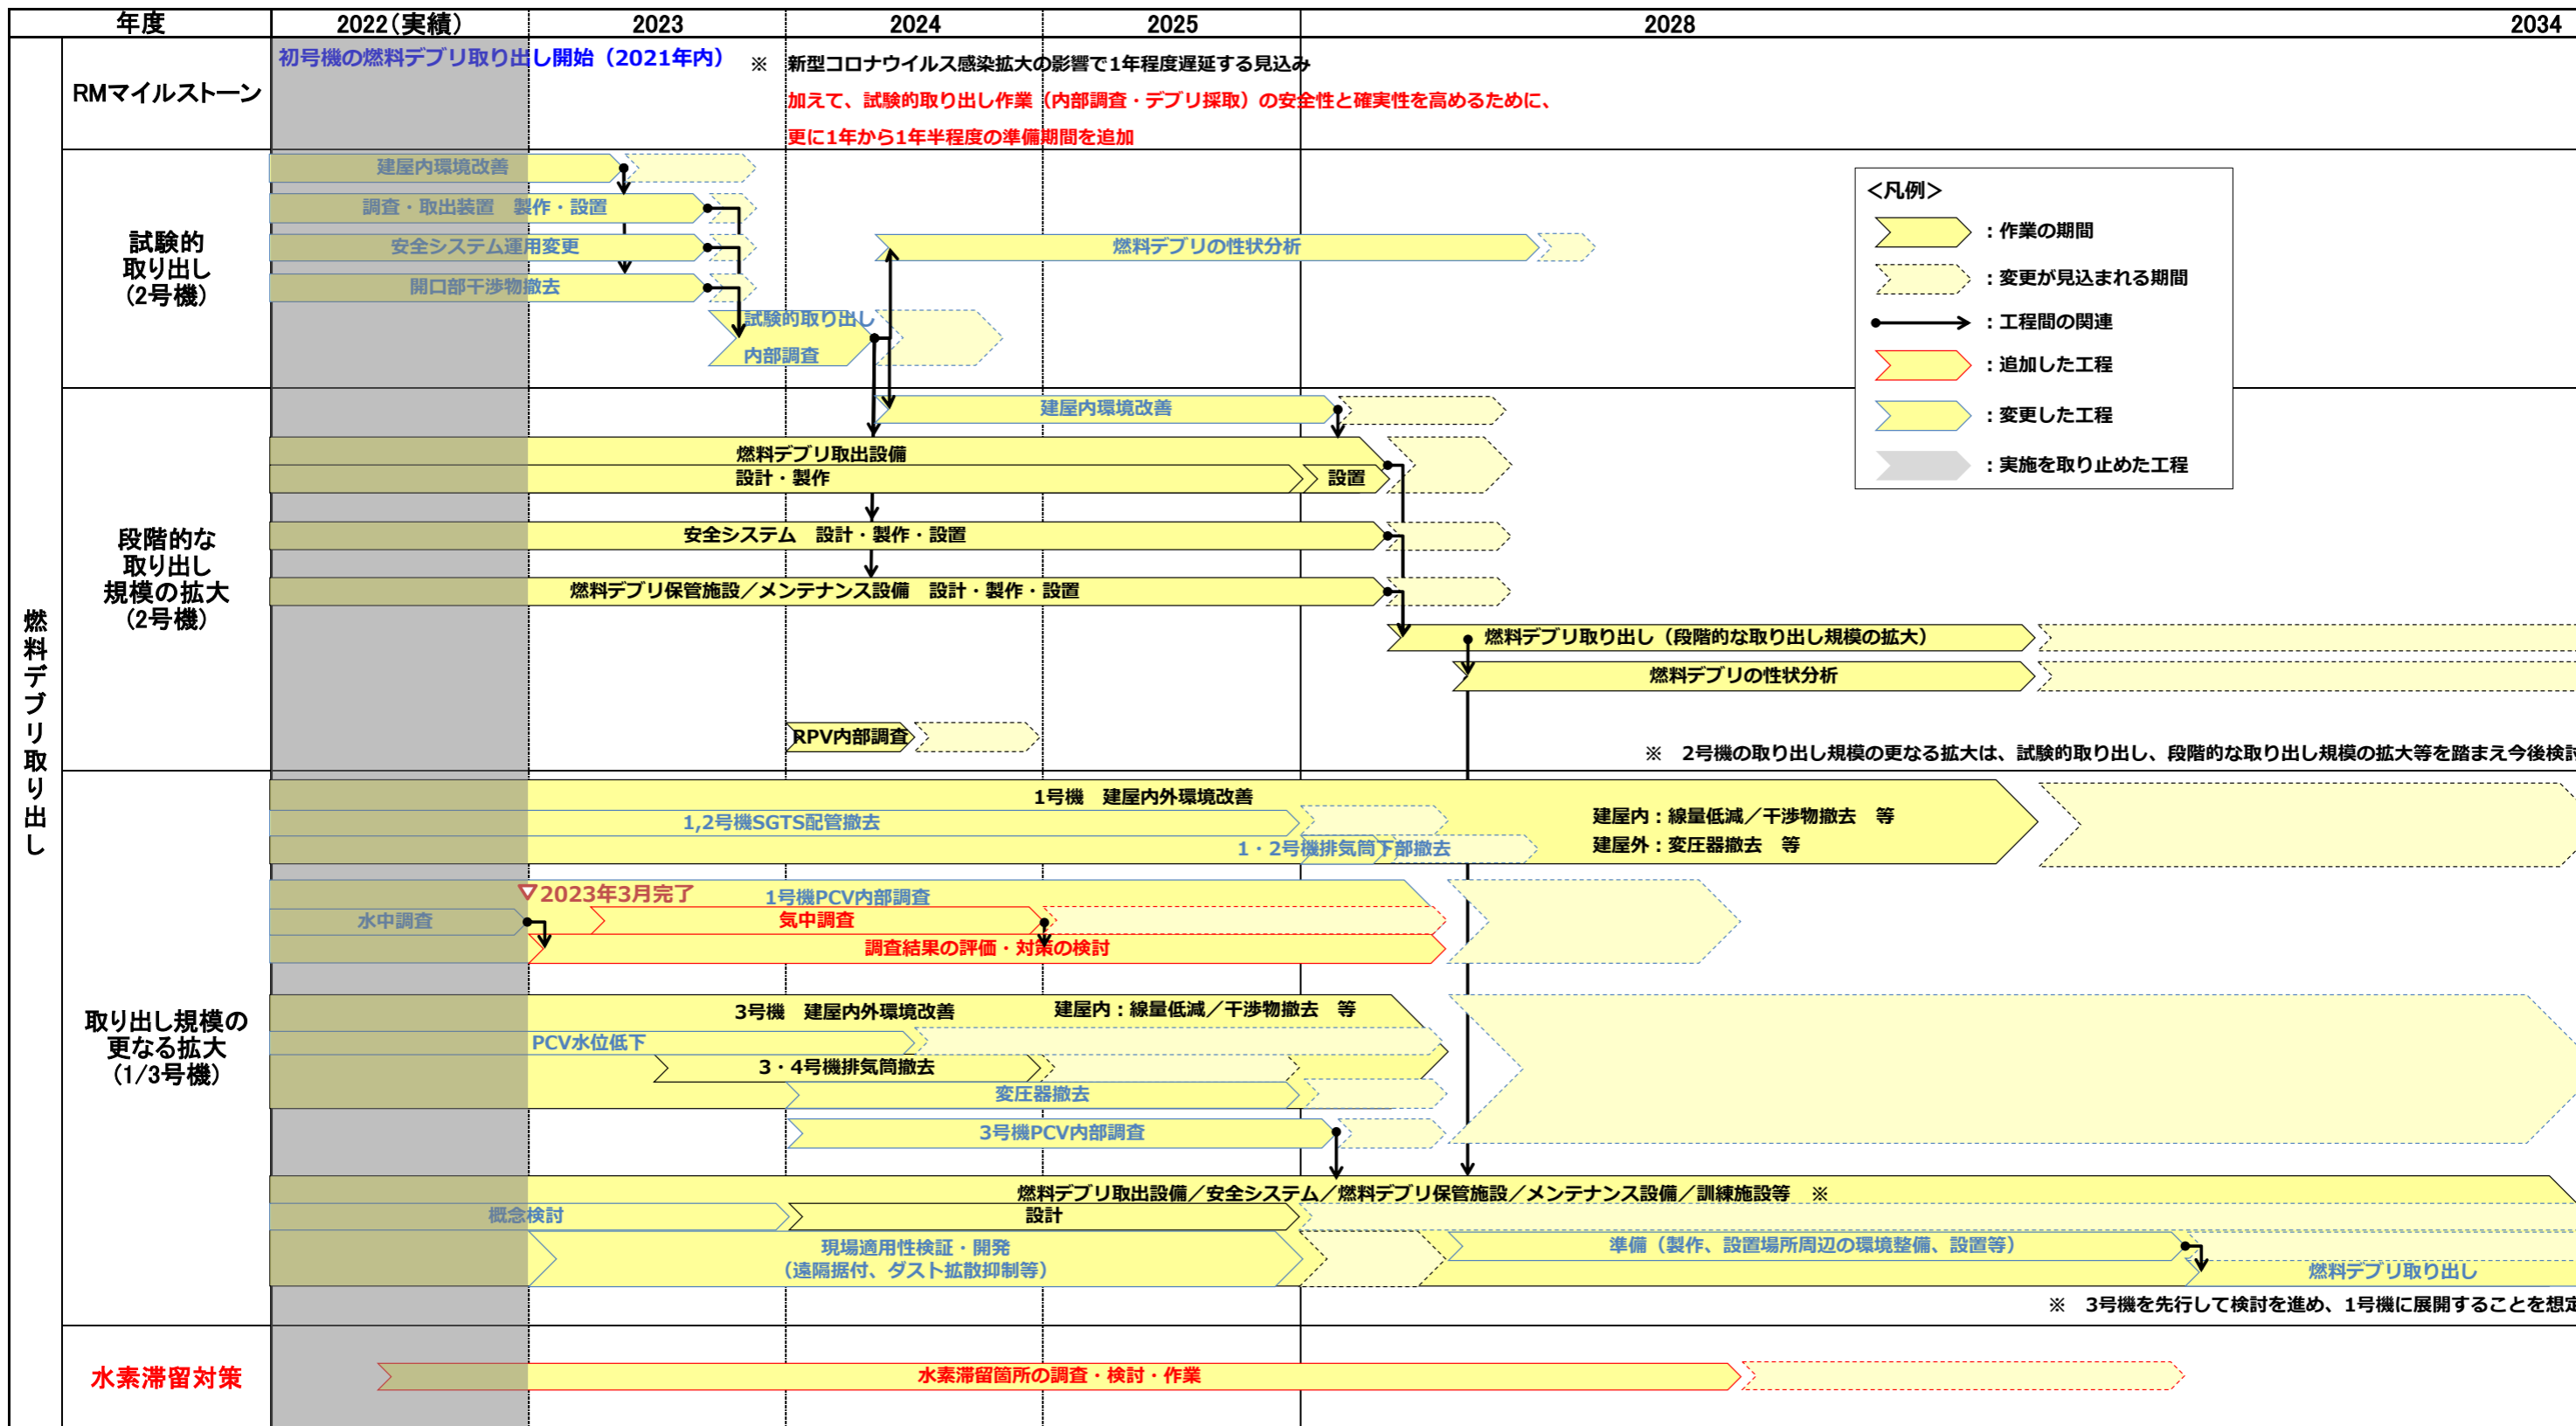 年度
2022（実績）
2023
2024
2025
2028
2034
燃料デブリ取り出し
RMマイルストーン
初号機の燃料デブリ取り出し開始（2021年内）
※　新型コロナウイルス感染拡大の影響で1年程度遅延する見込み
加えて、試験的取り出し作業（内部調査・デブリ採取）の安全性と確実性を高めるために、
更に1年から1年半程度の準備期間を追加
試験的
取り出し
（2号機）
建屋内環境改善
調査・取出装置　製作・設置
安全システム運用変更
燃料デブリの性状分析
開口部干渉物撤去
試験的取り出し
内部調査
＜凡例＞
：作業の期間
：変更が見込まれる期間
：工程間の関連
：追加した工程
：変更した工程
：実施を取り止めた工程
段階的な
取り出し
規模の拡大
（2号機）
建屋内環境改善
燃料デブリ取出設備
設計・製作
設置
安全システム　設計・製作・設置
燃料デブリ保管施設／メンテナンス設備　設計・製作・設置
燃料デブリ取り出し（段階的な取り出し規模の拡大）
燃料デブリの性状分析
RPV内部調査
※　2号機の取り出し規模の更なる拡大は、試験的取り出し、段階的な取り出し規模の拡大等を踏まえ今後検討
取り出し規模の
更なる拡大
（1/3号機）
1号機　建屋内外環境改善
建屋内：線量低減／干渉物撤去　等
1,2号機SGTS配管撤去
建屋外：変圧器撤去　等
1・2号機排気筒下部撤去
2023年3月完了
1号機PCV内部調査
水中調査
気中調査
調査結果の評価・対策の検討
3号機　建屋内外環境改善
建屋内：線量低減／干渉物撤去　等
PCV水位低下
3・4号機排気筒撤去
変圧器撤去
3号機PCV内部調査
燃料デブリ取出設備／安全システム／燃料デブリ保管施設／メンテナンス設備／訓練施設等　※
概念検討
設計
現場適用性検証・開発
（遠隔据付、ダスト拡散抑制等）
準備（製作、設置場所周辺の環境整備、設置等）
燃料デブリ取り出し
※　3号機を先行して検討を進め、1号機に展開することを想定
水素滞留対策
水素滞留箇所の調査・検討・作業